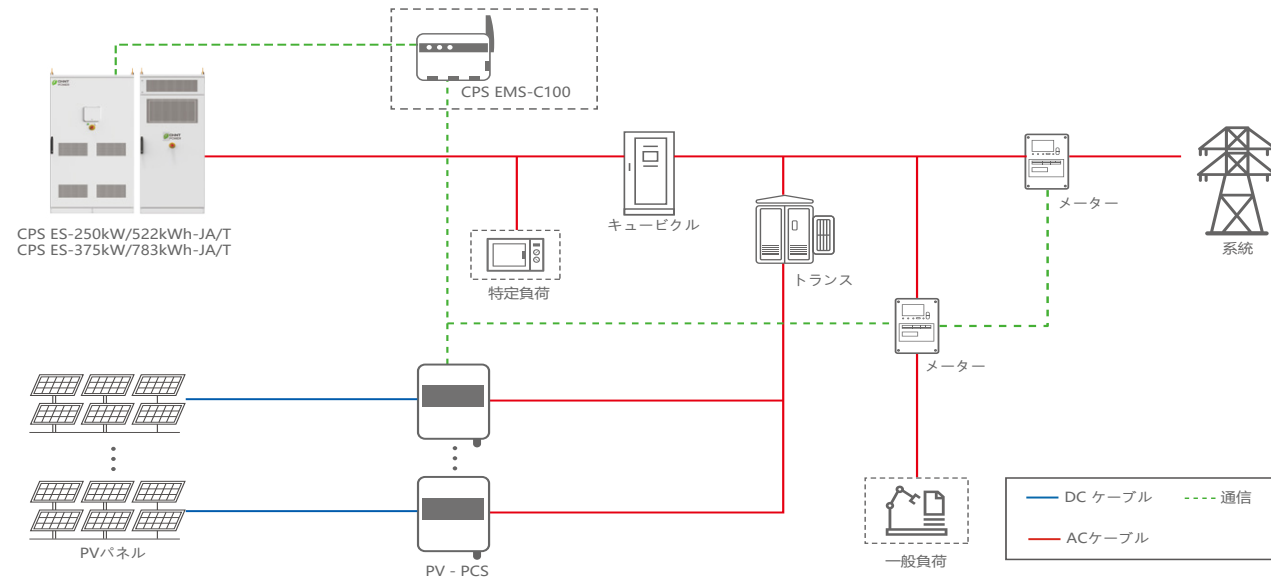 CPS EMS-C100
CPS ES-250kW/522kWh-JA/T
CPS ES-375kW/783kWh-JA/T
キュービクル
メーター
系統
特定負荷
トランス
メーター
PVパネル
PV - PCS
一般負荷
DC ケーブル
通信
ACケーブル